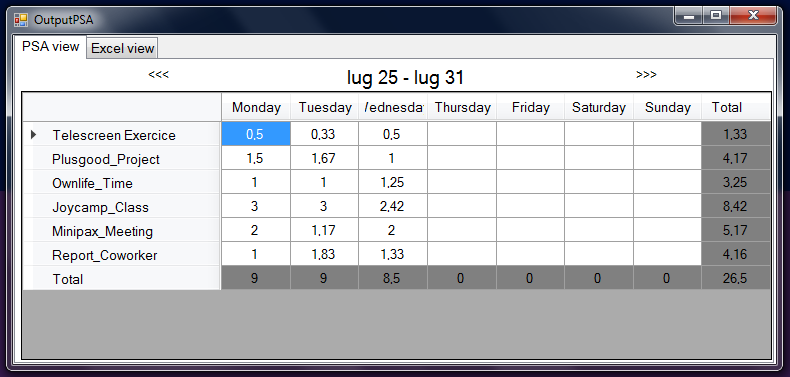 OutputPSA
PSA view Excel view
<<< lug 25 - lug 31 >>>
Monday Tuesday Wednesday Thursday Friday Saturday Sunday Total
Telescreen Exercice 0,5 0,33 0,5 1,33
Plusgood_Project 1,5 1,67 1 4,17
Ownlife_Time 1 1 1,25 3,25
Joycamp_Class 3 3 2,42 8,42
Minipax_Meeting 2 1,17 2 5,17
Report_Coworker 1 1,83 1,33 4,16
Total 9 9 8,5 0 0 0 0 26,5